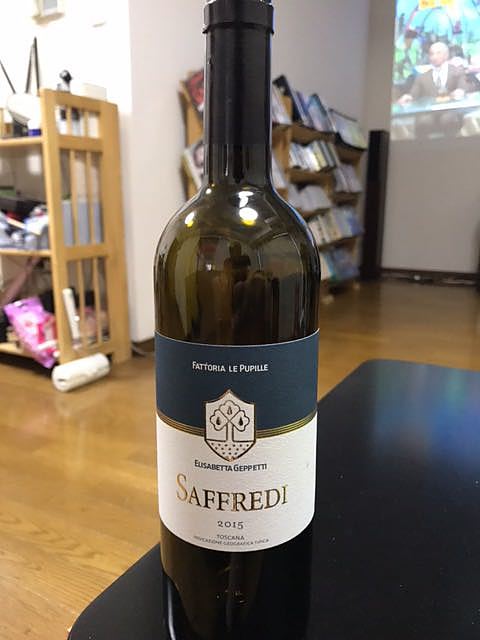 FATTORIA LE PUPILLE
ELISABETTA GEPPETTI
SAFFREDI
2015
TOSCANA
INDICAZIONE GEOGRAFICA TIPICA